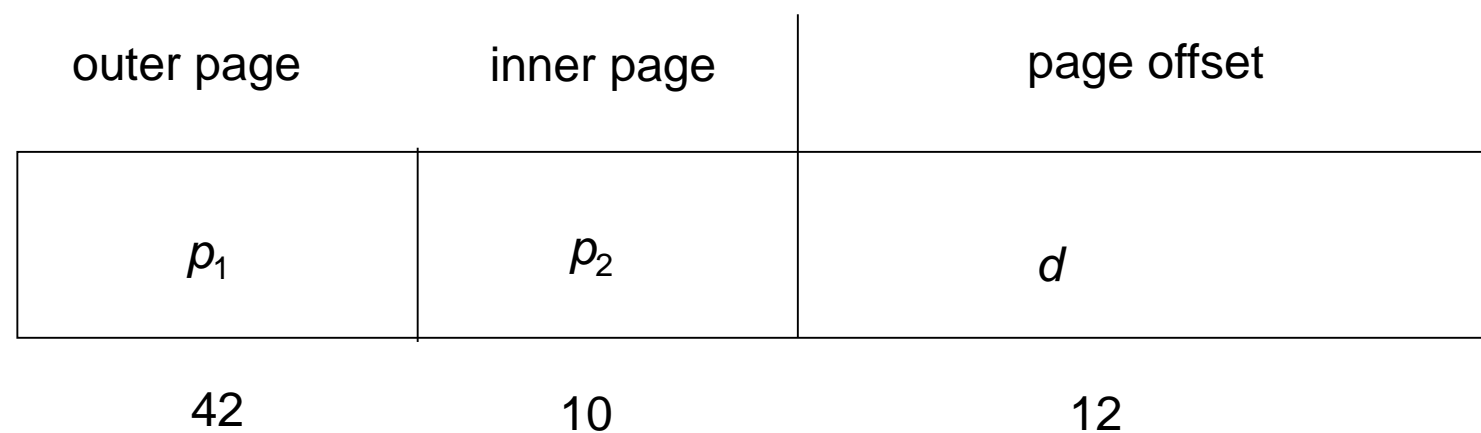 outer page inner page page offset
p₁ p₂ d
42 10 12